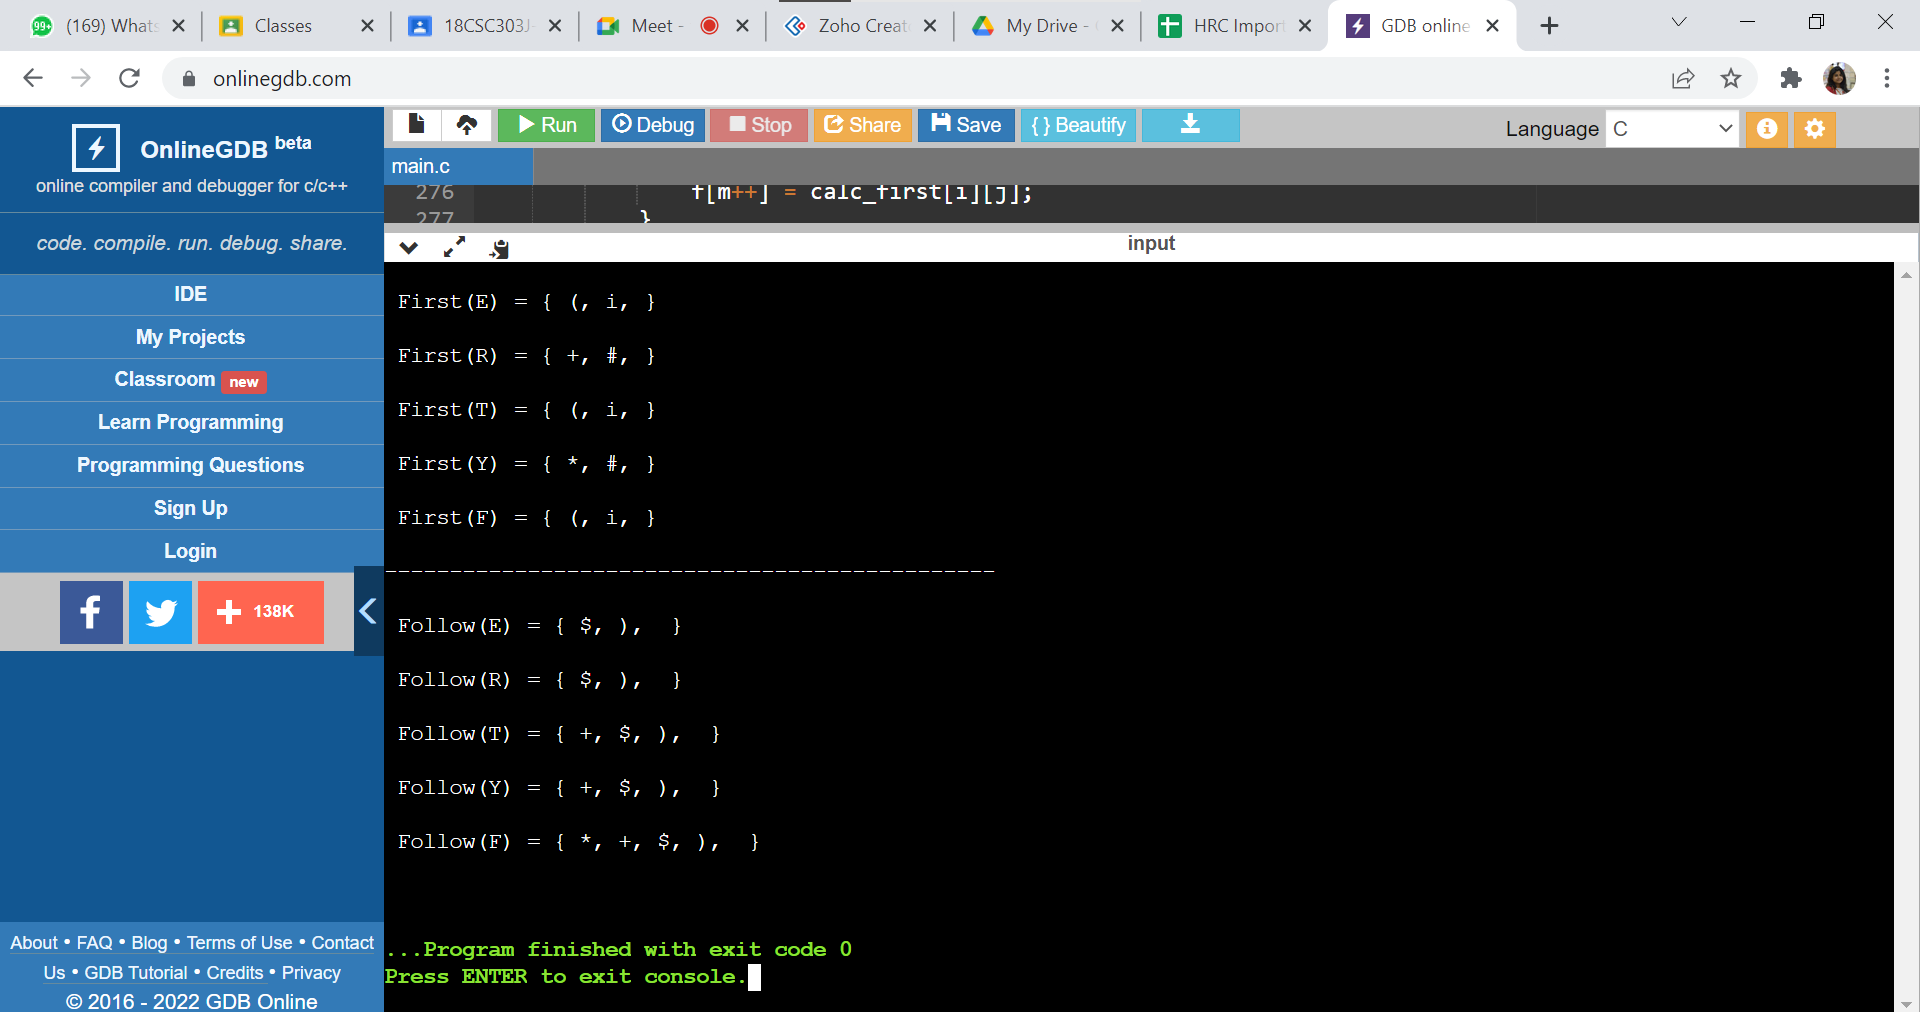 (169) Whats
Classes
18CSC303J
Meet -
Zoho Creat
My Drive -
HRC Import
GDB online
onlinegdb.com
OnlineGDB beta
online compiler and debugger for c/c++
code. compile. run. debug. share.
IDE
My Projects
Classroom new
Learn Programming
Programming Questions
Sign Up
Login
138K
About • FAQ • Blog • Terms of Use • Contact
Us • GDB Tutorial • Credits • Privacy
© 2016 - 2022 GDB Online
Run Debug Stop Share Save { } Beautify
Language C
main.c
276 f[m++] = calc_first[i][j];
277 }
input
First(E) = { (, i, }
First(R) = { +, #, }
First(T) = { (, i, }
First(Y) = { *, #, }
First(F) = { (, i, }
-----------------------------------------------
Follow(E) = { $, ),  }
Follow(R) = { $, ),  }
Follow(T) = { +, $, ),  }
Follow(Y) = { +, $, ),  }
Follow(F) = { *, +, $, ),  }
...Program finished with exit code 0
Press ENTER to exit console.